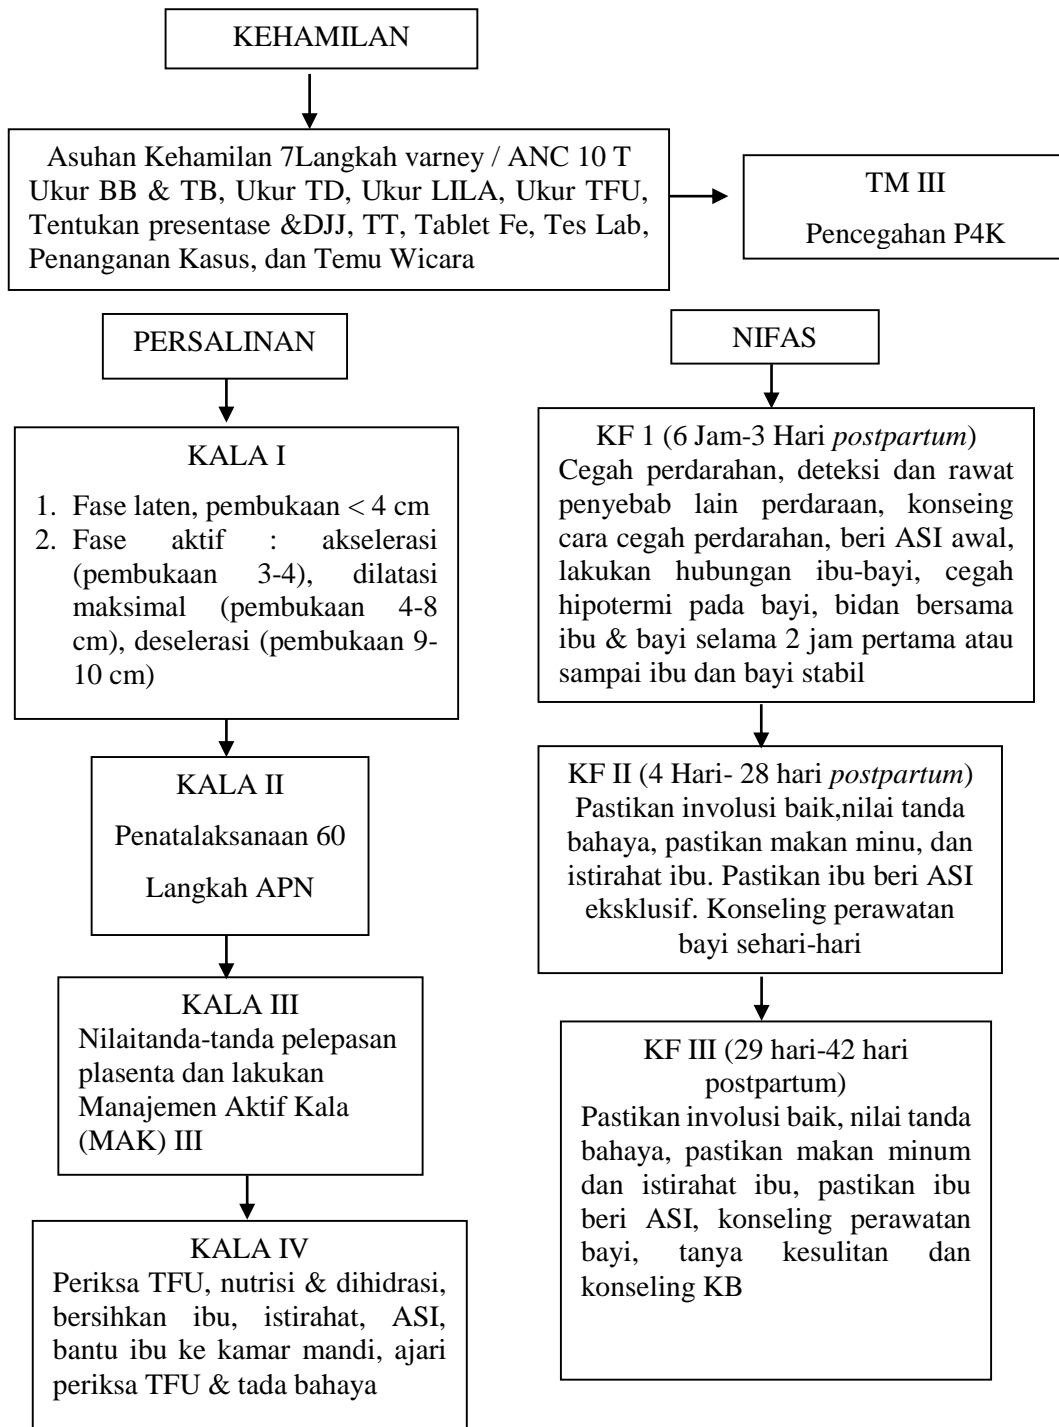 KEHAMILAN
Asuhan Kehamilan 7Langkah varney / ANC 10 T
Ukur BB & TB, Ukur TD, Ukur LILA, Ukur TFU,
Tentukan presentase &DJJ, TT, Tablet Fe, Tes Lab,
Penanganan Kasus, dan Temu Wicara
TM III
Pencegahan P4K
PERSALINAN
KALA I
1. Fase laten, pembukaan < 4 cm
2. Fase aktif : akselerasi
(pembukaan 3-4), dilatasi
maksimal (pembukaan 4-8
cm), deselerasi (pembukaan 9-
10 cm)
KALA II
Penatalaksanaan 60
Langkah APN
KALA III
Nilaitanda-tanda pelepasan
plasenta dan lakukan
Manajemen Aktif Kala
(MAK) III
KALA IV
Periksa TFU, nutrisi & dihidrasi,
bersihkan ibu, istirahat, ASI,
bantu ibu ke kamar mandi, ajari
periksa TFU & tada bahaya
NIFAS
KF 1 (6 Jam-3 Hari postpartum)
Cegah perdarahan, deteksi dan rawat
penyebab lain perdaraan, konseing
cara cegah perdarahan, beri ASI awal,
lakukan hubungan ibu-bayi, cegah
hipotermi pada bayi, bidan bersama
ibu & bayi selama 2 jam pertama atau
sampai ibu dan bayi stabil
KF II (4 Hari- 28 hari postpartum)
Pastikan involusi baik,nilai tanda
bahaya, pastikan makan minu, dan
istirahat ibu. Pastikan ibu beri ASI
eksklusif. Konseling perawatan
bayi sehari-hari
KF III (29 hari-42 hari
postpartum)
Pastikan involusi baik, nilai tanda
bahaya, pastikan makan minum
dan istirahat ibu, pastikan ibu
beri ASI, konseling perawatan
bayi, tanya kesulitan dan
konseling KB